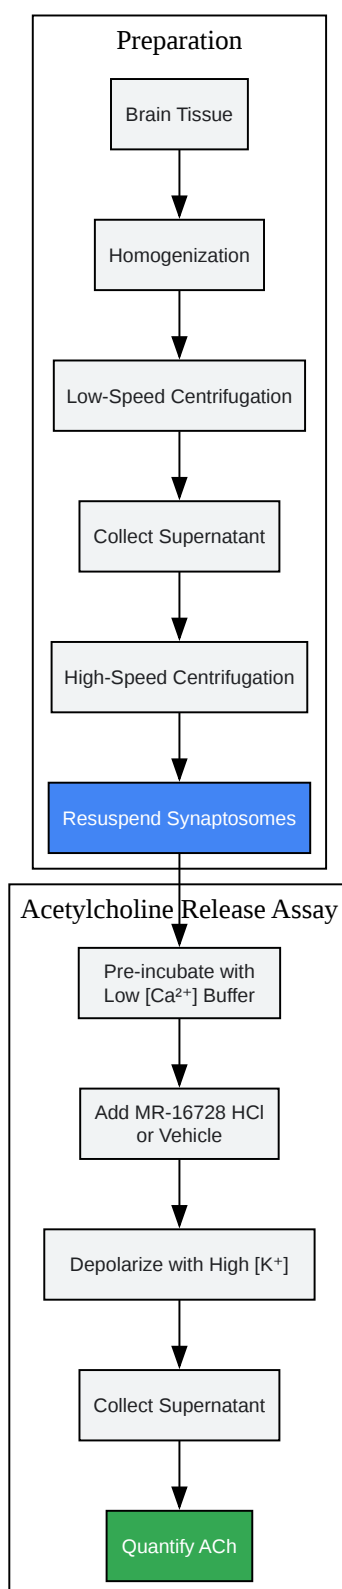 Preparation
Brain Tissue
Homogenization
Low-Speed Centrifugation
Collect Supernatant
High-Speed Centrifugation
Resuspend Synaptosomes
Acetylcholine Release Assay
Pre-incubate with
Low [Ca²⁺] Buffer
Add MR-16728 HCl
or Vehicle
Depolarize with High [K⁺]
Collect Supernatant
Quantify ACh